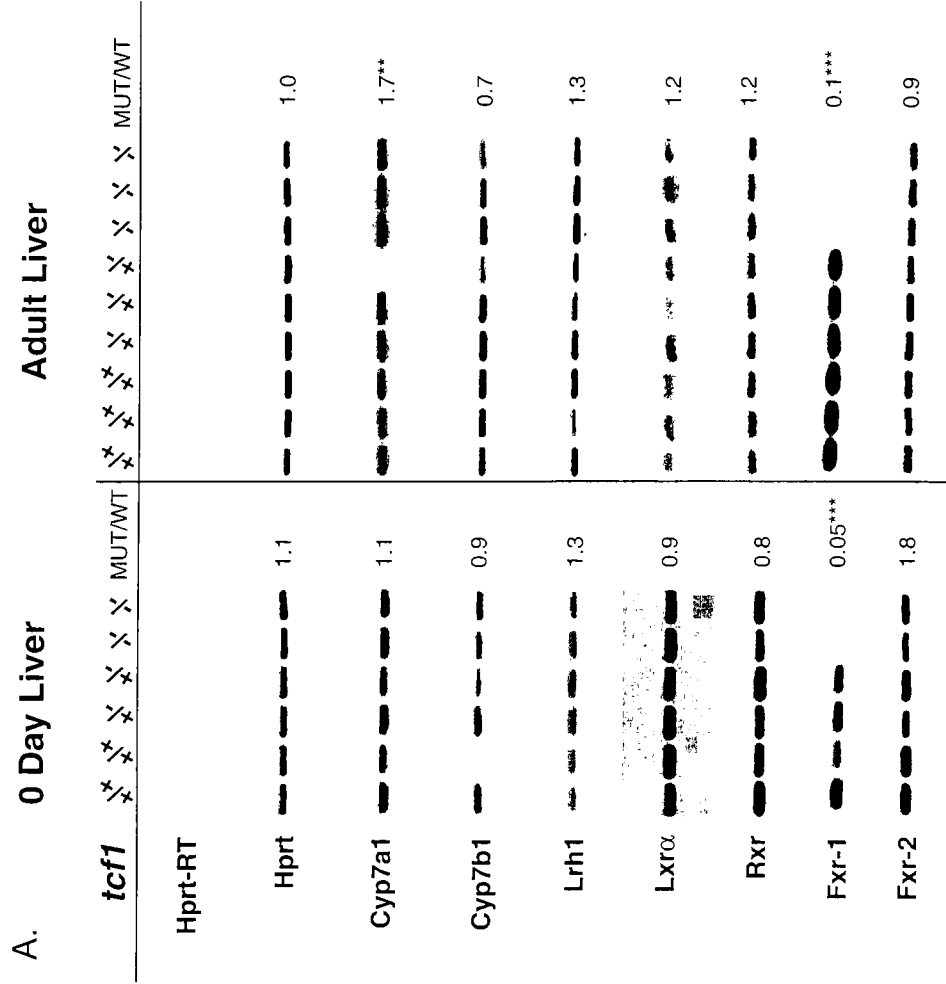 A.
0 Day Liver Adult Liver
tcf1 +/+ +/+ +/- +/- -/- -/- MUT/WT +/+ +/+ +/+ +/- +/- +/- -/- -/- -/- MUT/WT
Hprt-RT
Hprt 1.1 1.0
Cyp7a1 1.1 1.7**
Cyp7b1 0.9 0.7
Lrh1 1.3 1.3
Lxrα 0.9 1.2
Rxr 0.8 1.2
Fxr-1 0.05*** 0.1***
Fxr-2 1.8 0.9